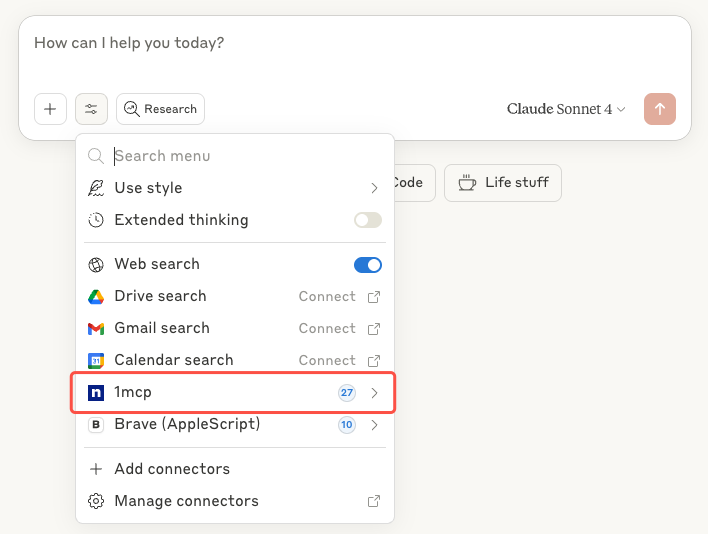 How can I help you today?
Research
Claude Sonnet 4
Search menu
Code
Life stuff
Use style
Extended thinking
Web search
Drive search Connect
Gmail search Connect
31 Calendar search Connect
n 1mcp 27
B Brave (AppleScript) 10
Add connectors
Manage connectors